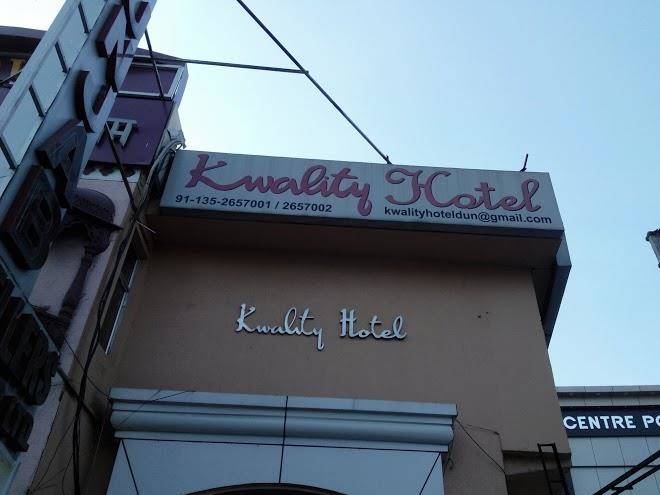 Kwality Hotel
91-135-2657001 / 2657002
kwalityhoteldun@gmail.com
Kwality Hotel
CENTRE PO